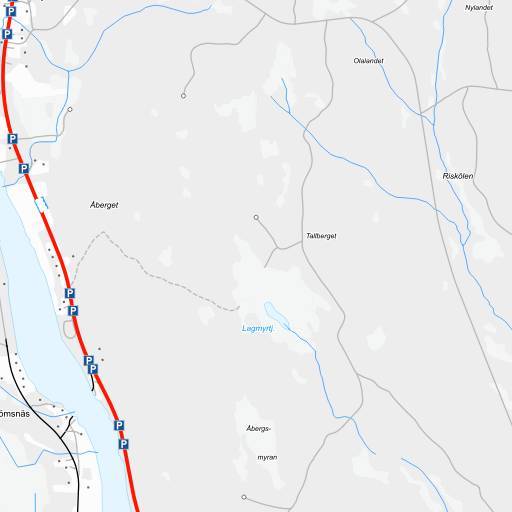 P
Nylandet
P
Olalandet
P
P
Riskölen
Åberget
Tallberget
P
P
Lagmyrtj.
P
P
ömsnäs
P
Åbergs-
P
myran